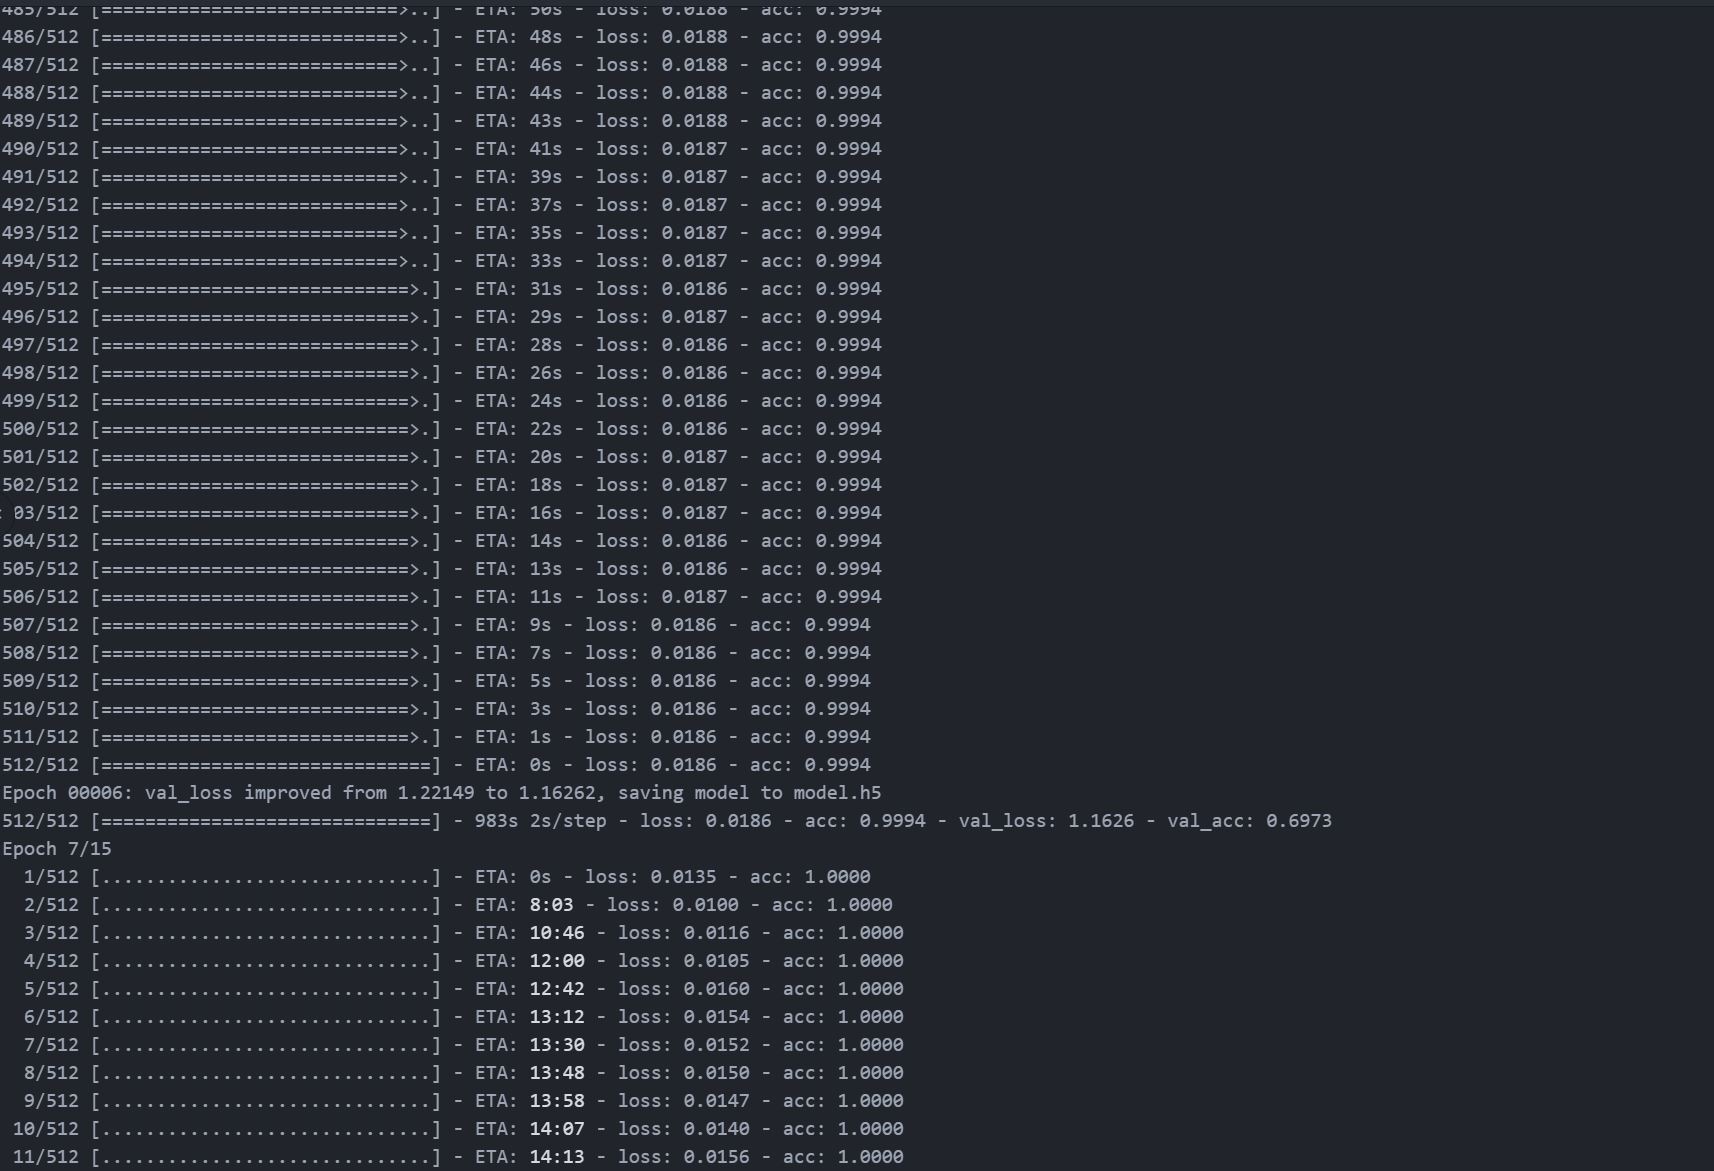 485/512 [===========================>..] - ETA: 50s - loss: 0.0188 - acc: 0.9994
486/512 [===========================>..] - ETA: 48s - loss: 0.0188 - acc: 0.9994
487/512 [===========================>..] - ETA: 46s - loss: 0.0188 - acc: 0.9994
488/512 [===========================>..] - ETA: 44s - loss: 0.0188 - acc: 0.9994
489/512 [===========================>..] - ETA: 43s - loss: 0.0188 - acc: 0.9994
490/512 [===========================>..] - ETA: 41s - loss: 0.0187 - acc: 0.9994
491/512 [===========================>..] - ETA: 39s - loss: 0.0187 - acc: 0.9994
492/512 [===========================>..] - ETA: 37s - loss: 0.0187 - acc: 0.9994
493/512 [===========================>..] - ETA: 35s - loss: 0.0187 - acc: 0.9994
494/512 [===========================>..] - ETA: 33s - loss: 0.0187 - acc: 0.9994
495/512 [============================>.] - ETA: 31s - loss: 0.0186 - acc: 0.9994
496/512 [============================>.] - ETA: 29s - loss: 0.0187 - acc: 0.9994
497/512 [============================>.] - ETA: 28s - loss: 0.0186 - acc: 0.9994
498/512 [============================>.] - ETA: 26s - loss: 0.0186 - acc: 0.9994
499/512 [============================>.] - ETA: 24s - loss: 0.0186 - acc: 0.9994
500/512 [============================>.] - ETA: 22s - loss: 0.0186 - acc: 0.9994
501/512 [============================>.] - ETA: 20s - loss: 0.0187 - acc: 0.9994
502/512 [============================>.] - ETA: 18s - loss: 0.0187 - acc: 0.9994
03/512 [============================>.] - ETA: 16s - loss: 0.0187 - acc: 0.9994
504/512 [============================>.] - ETA: 14s - loss: 0.0186 - acc: 0.9994
505/512 [============================>.] - ETA: 13s - loss: 0.0186 - acc: 0.9994
506/512 [============================>.] - ETA: 11s - loss: 0.0187 - acc: 0.9994
507/512 [============================>.] - ETA: 9s - loss: 0.0186 - acc: 0.9994
508/512 [============================>.] - ETA: 7s - loss: 0.0186 - acc: 0.9994
509/512 [============================>.] - ETA: 5s - loss: 0.0186 - acc: 0.9994
510/512 [============================>.] - ETA: 3s - loss: 0.0186 - acc: 0.9994
511/512 [============================>.] - ETA: 1s - loss: 0.0186 - acc: 0.9994
512/512 [==============================] - ETA: 0s - loss: 0.0186 - acc: 0.9994
Epoch 00006: val_loss improved from 1.22149 to 1.16262, saving model to model.h5
512/512 [==============================] - 983s 2s/step - loss: 0.0186 - acc: 0.9994 - val_loss: 1.1626 - val_acc: 0.6973
Epoch 7/15
1/512 [..............................] - ETA: 0s - loss: 0.0135 - acc: 1.0000
2/512 [..............................] - ETA: 8:03 - loss: 0.0100 - acc: 1.0000
3/512 [..............................] - ETA: 10:46 - loss: 0.0116 - acc: 1.0000
4/512 [..............................] - ETA: 12:00 - loss: 0.0105 - acc: 1.0000
5/512 [..............................] - ETA: 12:42 - loss: 0.0160 - acc: 1.0000
6/512 [..............................] - ETA: 13:12 - loss: 0.0154 - acc: 1.0000
7/512 [..............................] - ETA: 13:30 - loss: 0.0152 - acc: 1.0000
8/512 [..............................] - ETA: 13:48 - loss: 0.0150 - acc: 1.0000
9/512 [..............................] - ETA: 13:58 - loss: 0.0147 - acc: 1.0000
10/512 [..............................] - ETA: 14:07 - loss: 0.0140 - acc: 1.0000
11/512 [..............................] - ETA: 14:13 - loss: 0.0156 - acc: 1.0000